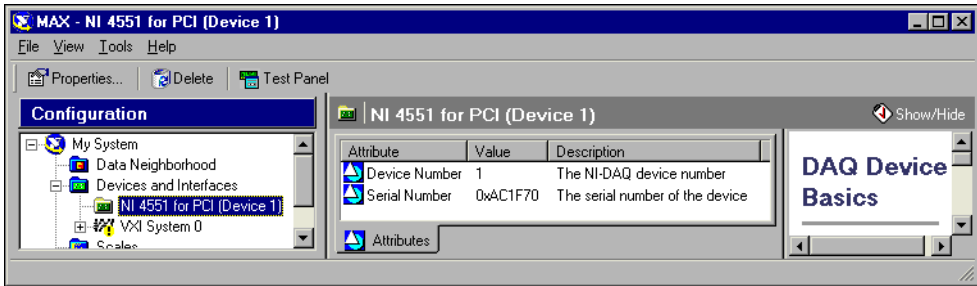 MAX - NI 4551 for PCI (Device 1)
File View Tools Help
Properties... Delete Test Panel
Configuration
My System
Data Neighborhood
Devices and Interfaces
NI 4551 for PCI (Device 1)
VXI System 0
Scales
NI 4551 for PCI (Device 1)
Show/Hide
Attribute Value Description
Device Number 1 The NI-DAQ device number
Serial Number 0xAC1F70 The serial number of the device
Attributes
DAQ Device
Basics